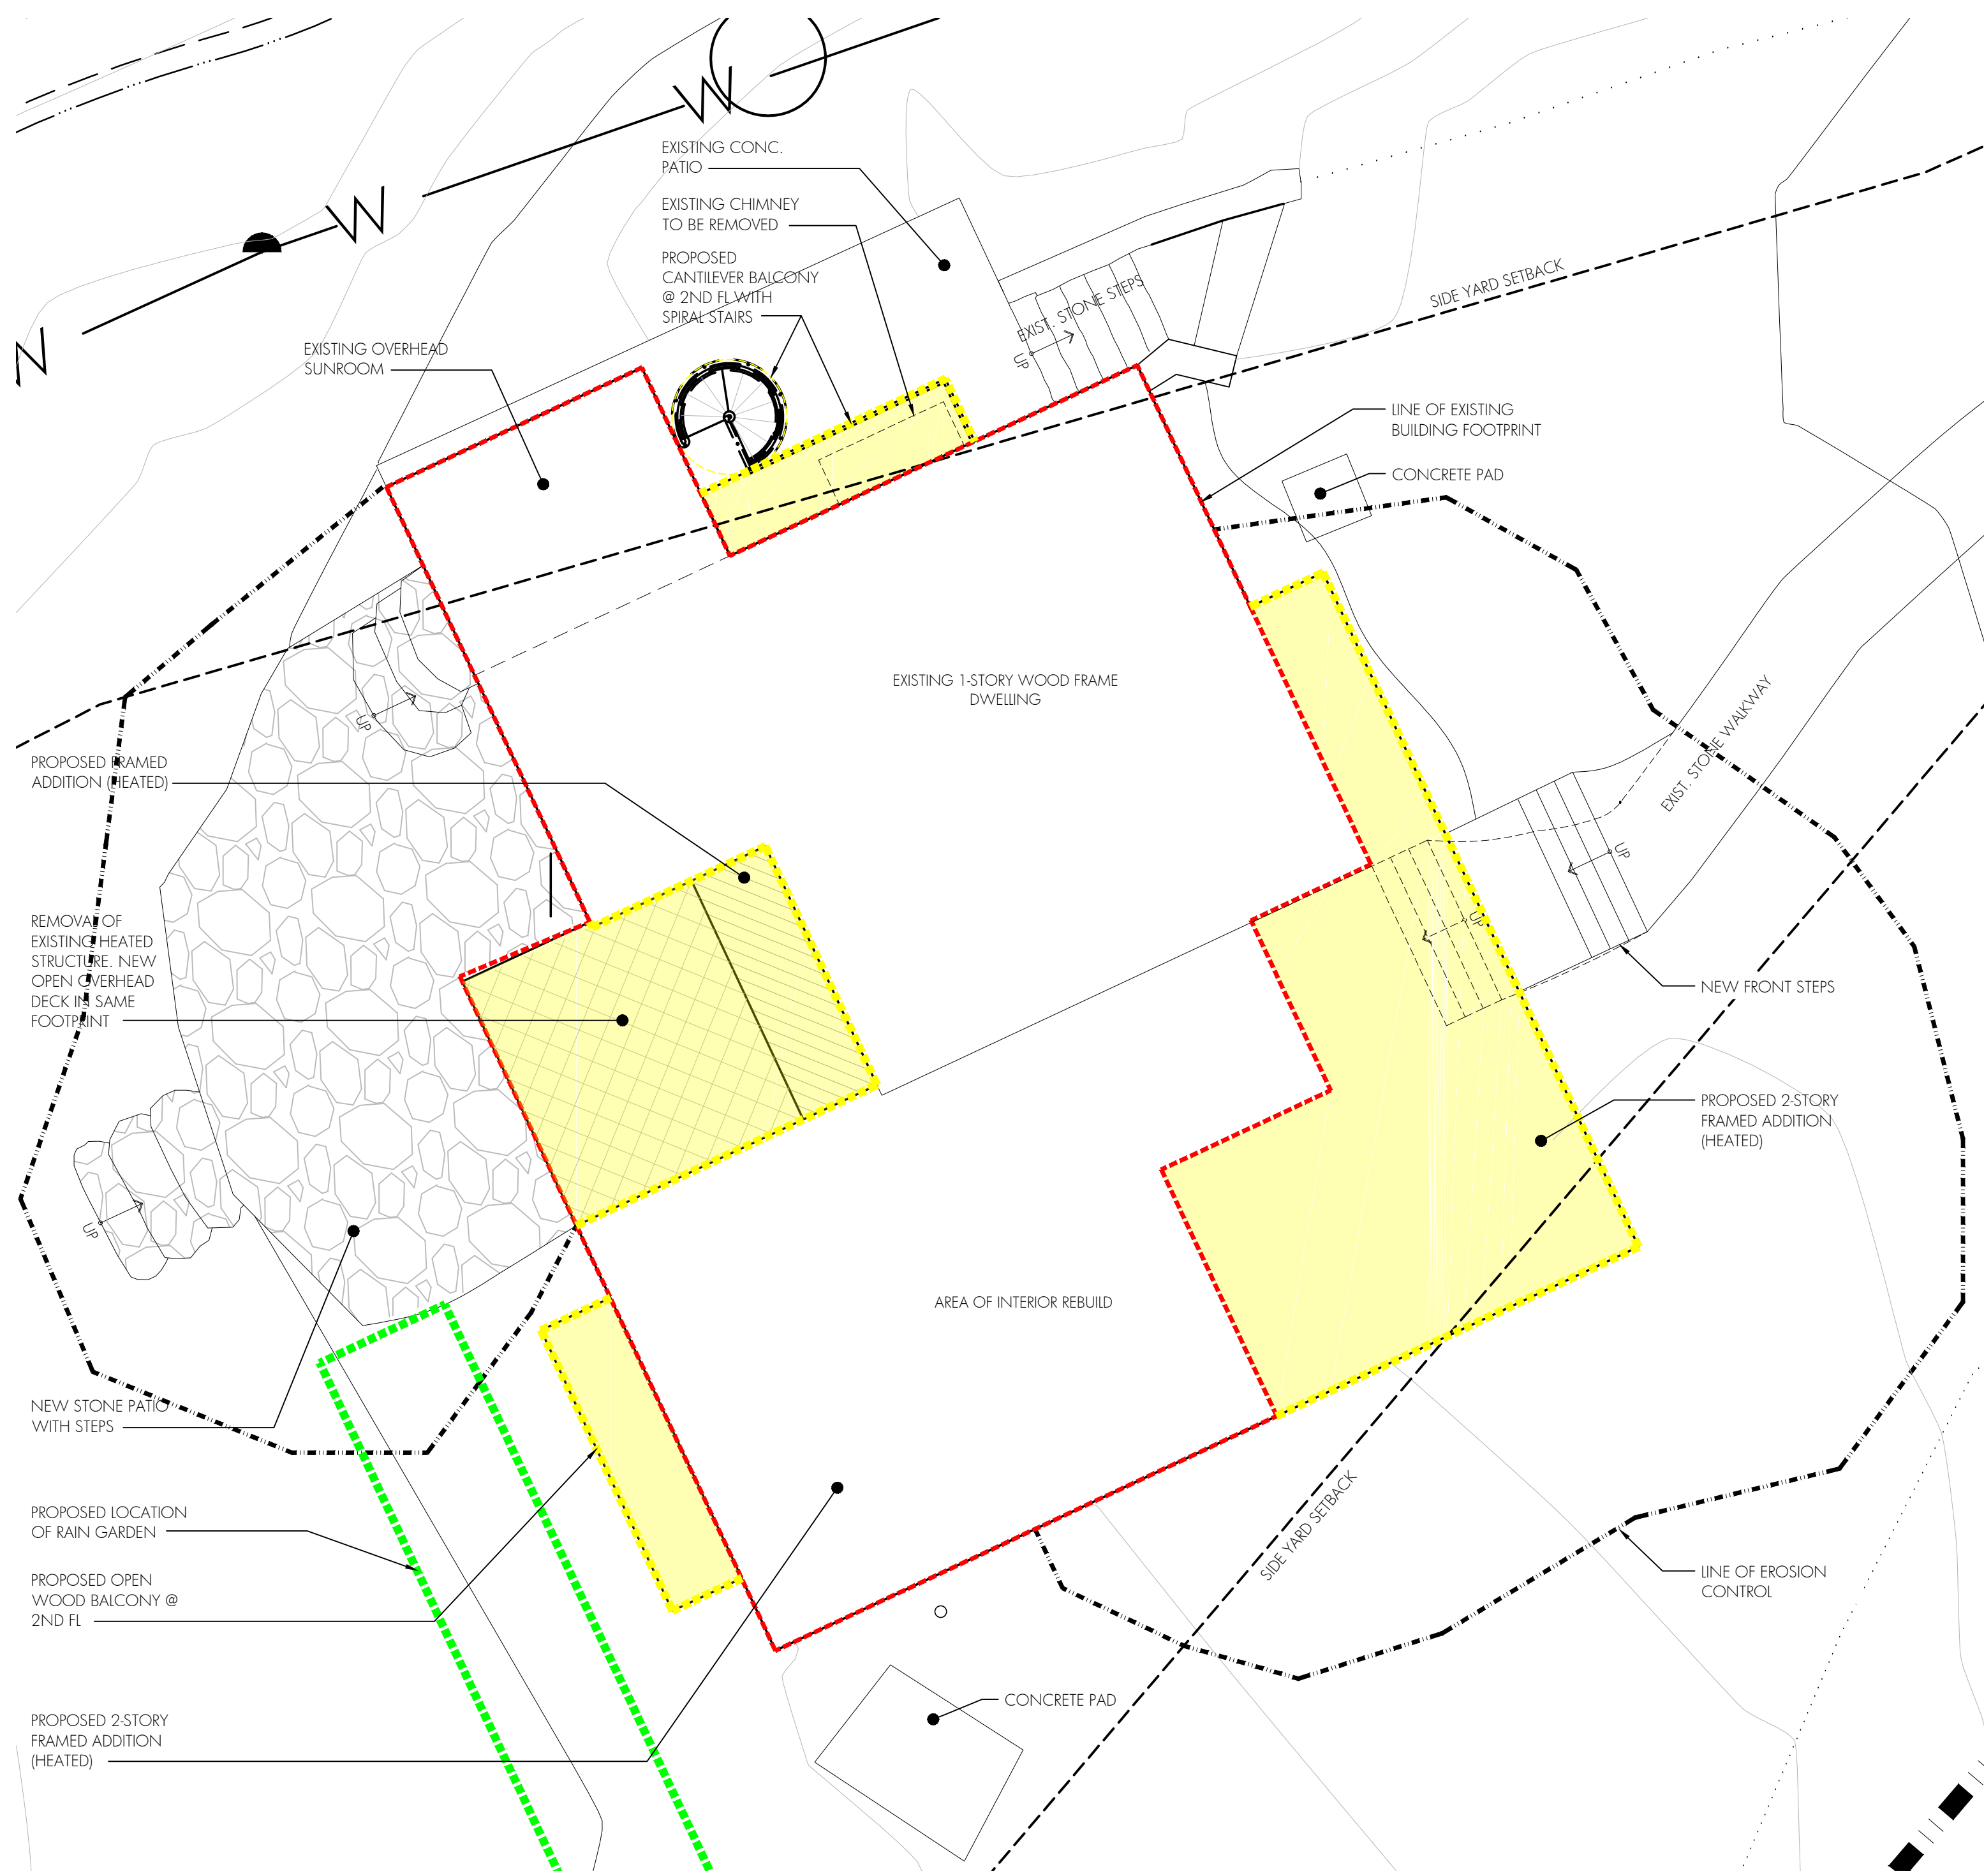 W
W
W
EXISTING CONC.
PATIO
EXISTING CHIMNEY
TO BE REMOVED
PROPOSED
CANTILEVER BALCONY
@ 2ND FL WITH
SPIRAL STAIRS
EXIST. STONE STEPS
UP
SIDE YARD SETBACK
EXISTING OVERHEAD
SUNROOM
LINE OF EXISTING
BUILDING FOOTPRINT
CONCRETE PAD
EXISTING 1-STORY WOOD FRAME
DWELLING
UP
EXIST. STONE WALKWAY
PROPOSED FRAMED
ADDITION (HEATED)
UP
UP
REMOVAL OF
EXISTING HEATED
STRUCTURE. NEW
OPEN OVERHEAD
DECK IN SAME
FOOTPRINT
NEW FRONT STEPS
PROPOSED 2-STORY
FRAMED ADDITION
(HEATED)
UP
AREA OF INTERIOR REBUILD
NEW STONE PATIO
WITH STEPS
SIDE YARD SETBACK
PROPOSED LOCATION
OF RAIN GARDEN
PROPOSED OPEN
WOOD BALCONY @
2ND FL
LINE OF EROSION
CONTROL
CONCRETE PAD
PROPOSED 2-STORY
FRAMED ADDITION
(HEATED)